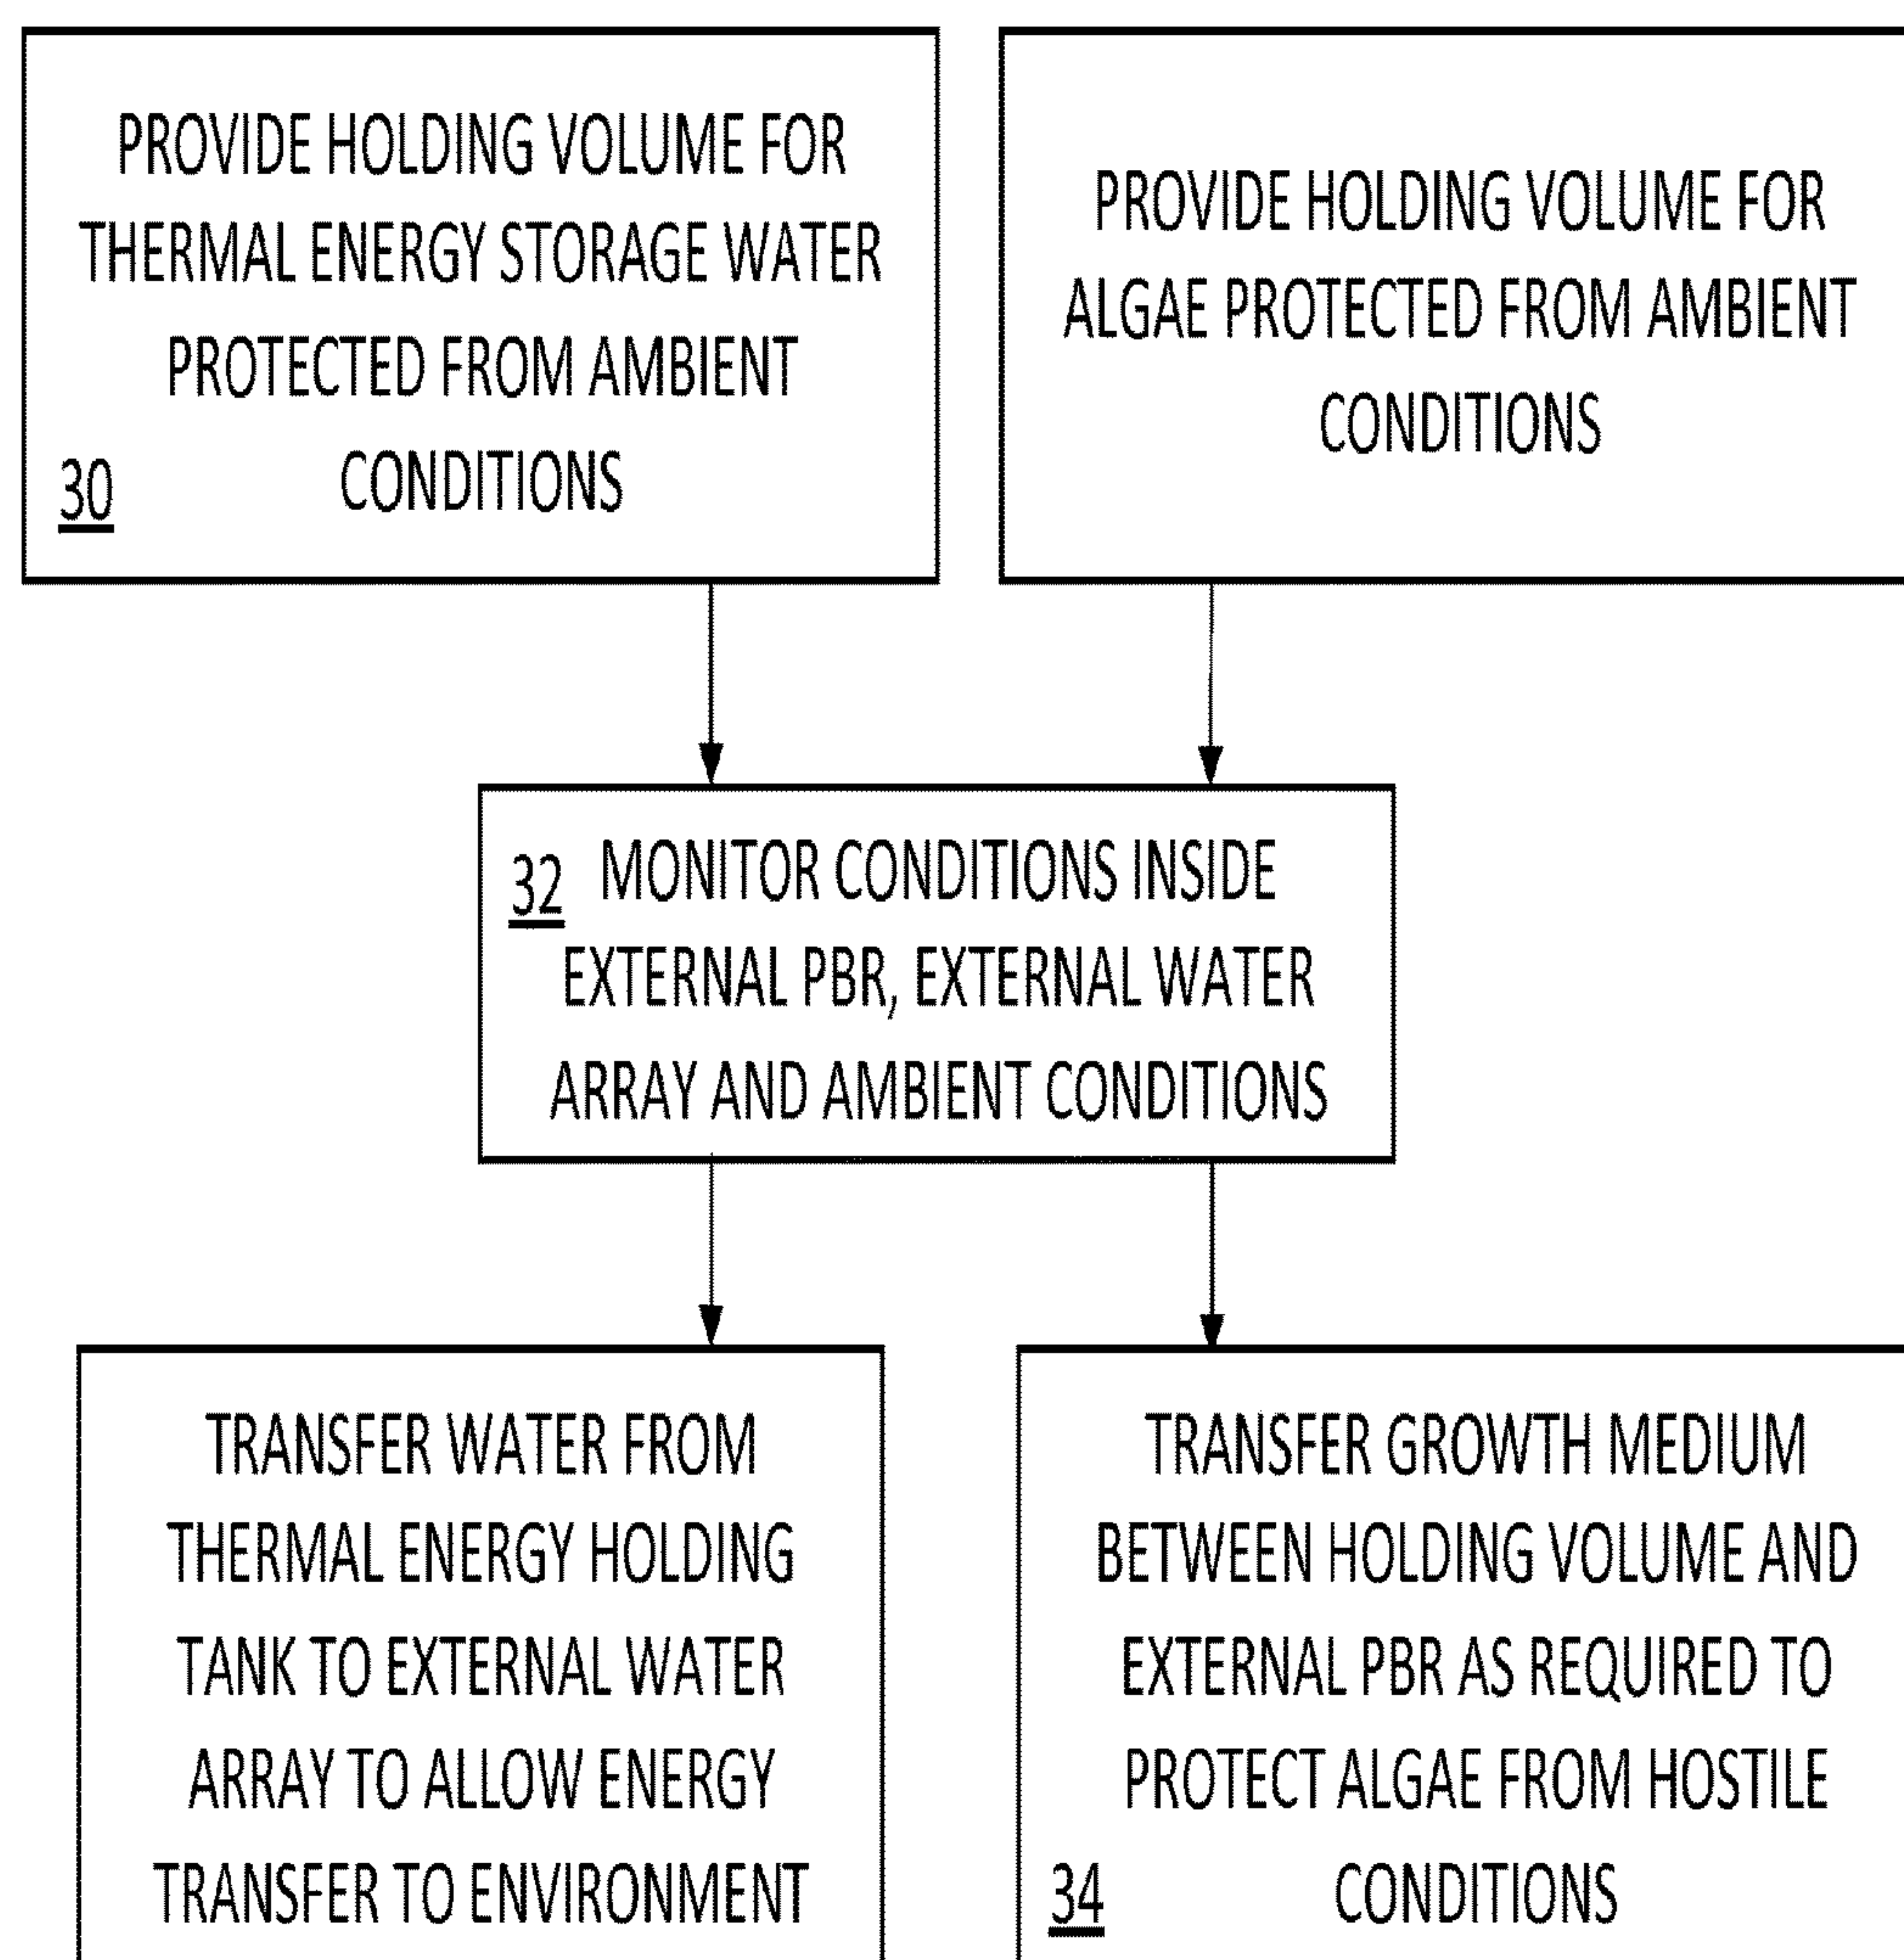 PROVIDE HOLDING VOLUME FOR
THERMAL ENERGY STORAGE WATER
PROTECTED FROM AMBIENT
CONDITIONS
30
PROVIDE HOLDING VOLUME FOR
ALGAE PROTECTED FROM AMBIENT
CONDITIONS
32 MONITOR CONDITIONS INSIDE
EXTERNAL PBR, EXTERNAL WATER
ARRAY AND AMBIENT CONDITIONS
TRANSFER WATER FROM
THERMAL ENERGY HOLDING
TANK TO EXTERNAL WATER
ARRAY TO ALLOW ENERGY
TRANSFER TO ENVIRONMENT
TRANSFER GROWTH MEDIUM
BETWEEN HOLDING VOLUME AND
EXTERNAL PBR AS REQUIRED TO
PROTECT ALGAE FROM HOSTILE
34 CONDITIONS